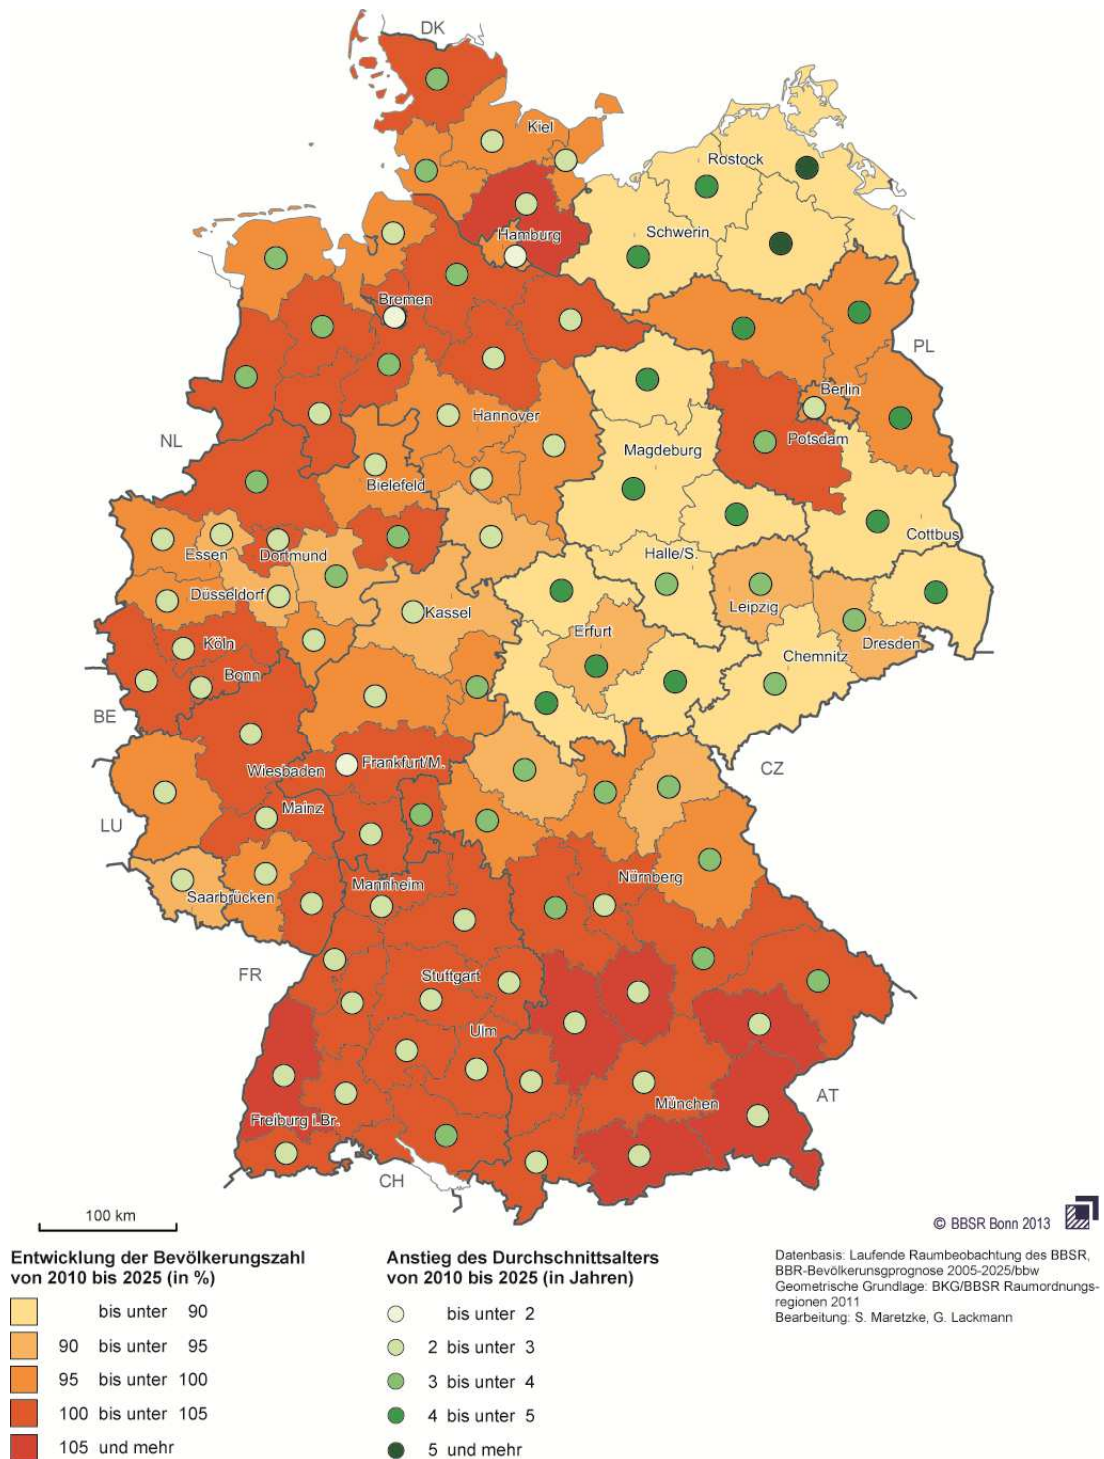 DK
Kiel
Rostock
Schwerin
Hamburg
Bremen
PL
Berlin
Hannover
NL
Potsdam
Magdeburg
Bielefeld
Cottbus
Essen
Dortmund
Halle/S.
Düsseldorf
Leipzig
Kassel
Erfurt
Köln
Dresden
Chemnitz
Bonn
BE
CZ
Wiesbaden
Frankfurt/M.
Mainz
LU
Nürnberg
Mannheim
Saarbrücken
FR
Stuttgart
Ulm
AT
München
Freiburg i.Br.
CH
100 km
© BBSR Bonn 2013
Entwicklung der Bevölkerungszahl
von 2010 bis 2025 (in %)
bis unter 90
90 bis unter 95
95 bis unter 100
100 bis unter 105
105 und mehr
Anstieg des Durchschnittsalters
von 2010 bis 2025 (in Jahren)
bis unter 2
2 bis unter 3
3 bis unter 4
4 bis unter 5
5 und mehr
Datenbasis: Laufende Raumbeobachtung des BBSR,
BBR-Bevölkerunsgprognose 2005-2025/bbw
Geometrische Grundlage: BKG/BBSR Raumordnungs-
regionen 2011
Bearbeitung: S. Maretzke, G. Lackmann